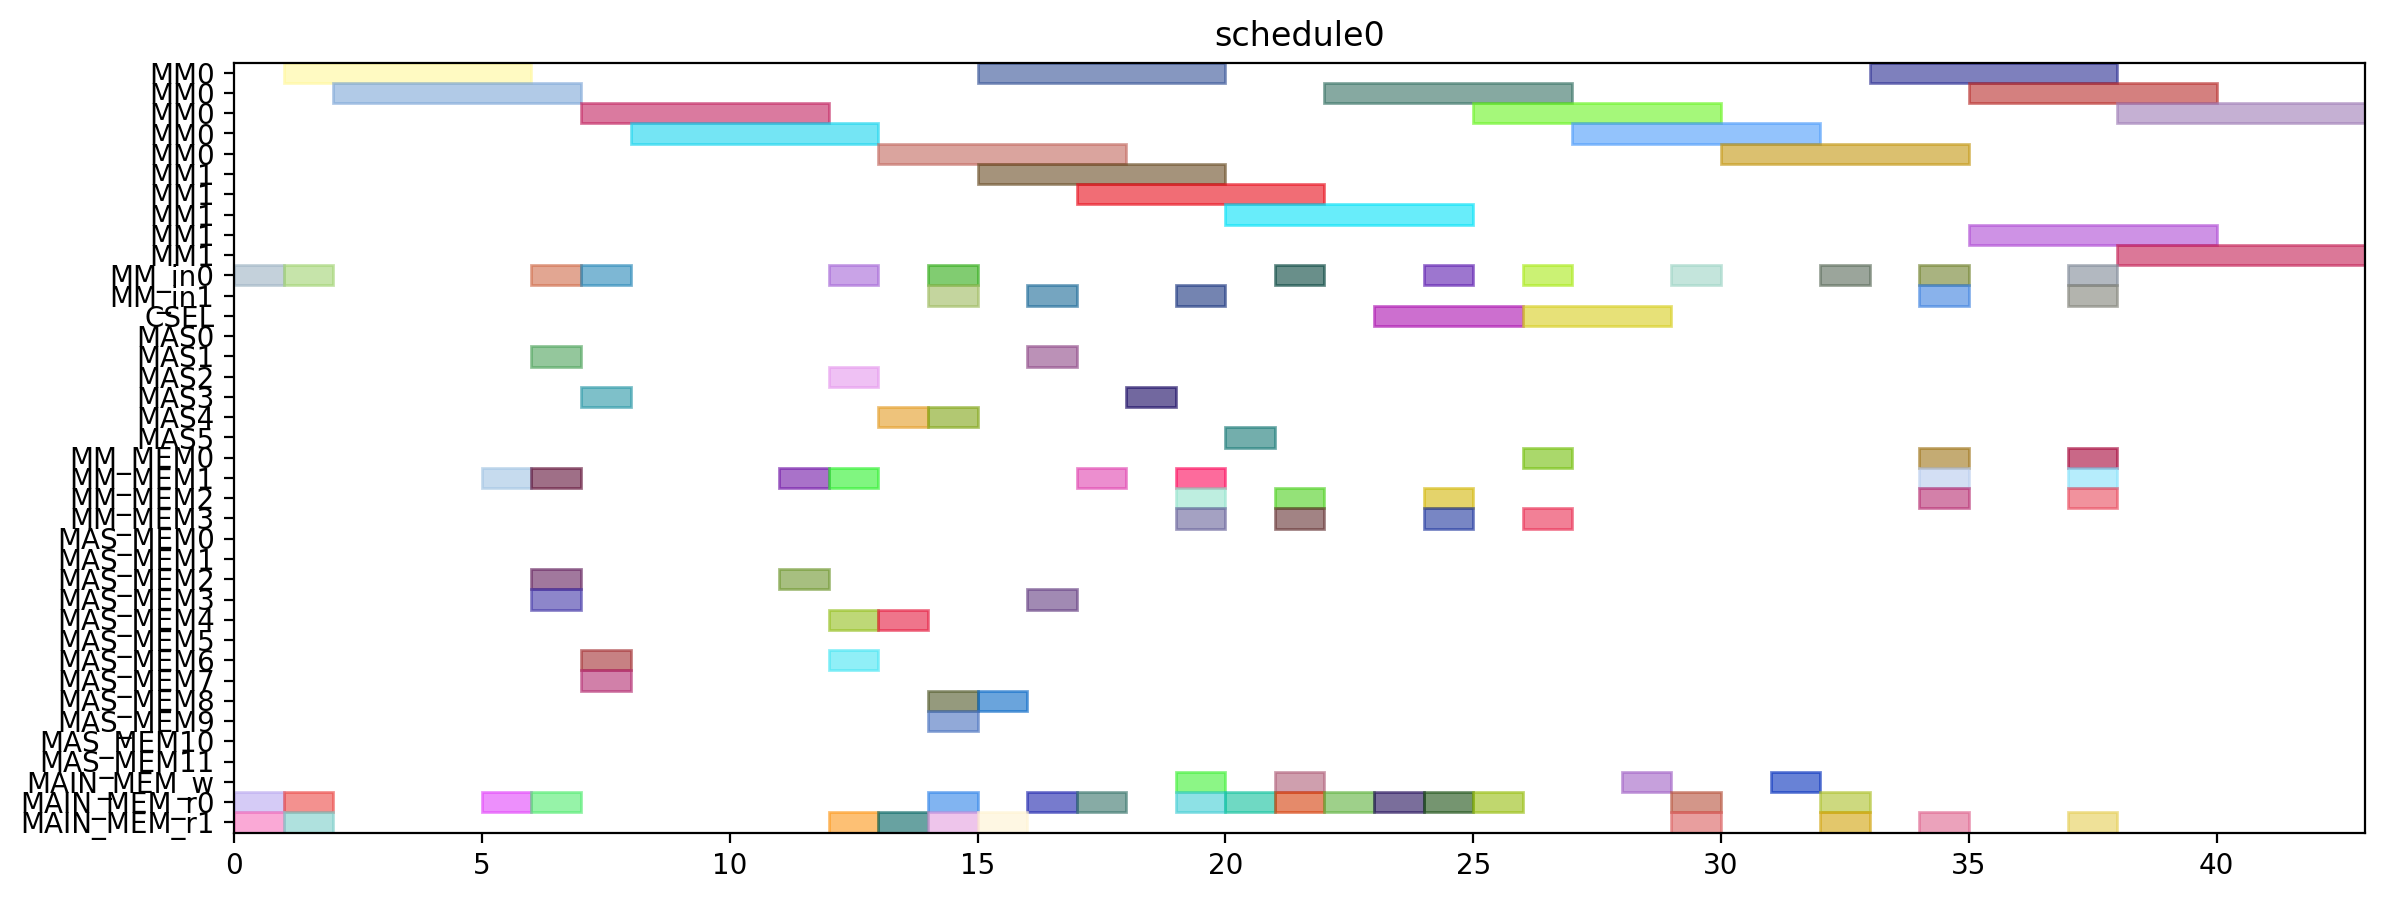 schedule0
MM0
MM0
MM0
MM0
MM0
MM1
MM1
MM1
MM1
MM1
MM_in0
MM_in1
CSEL
MAS0
MAS1
MAS2
MAS3
MAS4
MAS5
MM_MEM0
MM_MEM1
MM_MEM2
MM_MEM3
MAS_MEM0
MAS_MEM1
MAS_MEM2
MAS_MEM3
MAS_MEM4
MAS_MEM5
MAS_MEM6
MAS_MEM7
MAS_MEM8
MAS_MEM9
MAS_MEM10
MAS_MEM11
MAIN_MEM_w
MAIN_MEM_r0
MAIN_MEM_r1
0 5 10 15 20 25 30 35 40